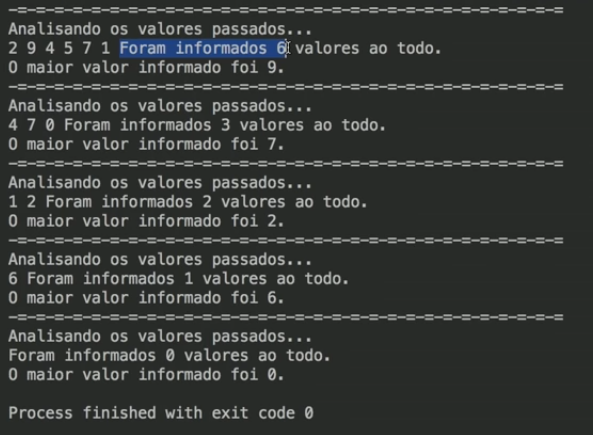 -=-=-=-=-=-=-=-=-=-=-=-=-=-=-=-=-=-=-=-=-=-=-=-=-=-=-=-=-=-=
Analisando os valores passados...
2 9 4 5 7 1 Foram informados 6 valores ao todo.
O maior valor informado foi 9.
-=-=-=-=-=-=-=-=-=-=-=-=-=-=-=-=-=-=-=-=-=-=-=-=-=-=-=-=-=-=
Analisando os valores passados...
4 7 0 Foram informados 3 valores ao todo.
O maior valor informado foi 7.
-=-=-=-=-=-=-=-=-=-=-=-=-=-=-=-=-=-=-=-=-=-=-=-=-=-=-=-=-=-=
Analisando os valores passados...
1 2 Foram informados 2 valores ao todo.
O maior valor informado foi 2.
-=-=-=-=-=-=-=-=-=-=-=-=-=-=-=-=-=-=-=-=-=-=-=-=-=-=-=-=-=-=
Analisando os valores passados...
6 Foram informados 1 valores ao todo.
O maior valor informado foi 6.
-=-=-=-=-=-=-=-=-=-=-=-=-=-=-=-=-=-=-=-=-=-=-=-=-=-=-=-=-=-=
Analisando os valores passados...
Foram informados 0 valores ao todo.
O maior valor informado foi 0.
Process finished with exit code 0